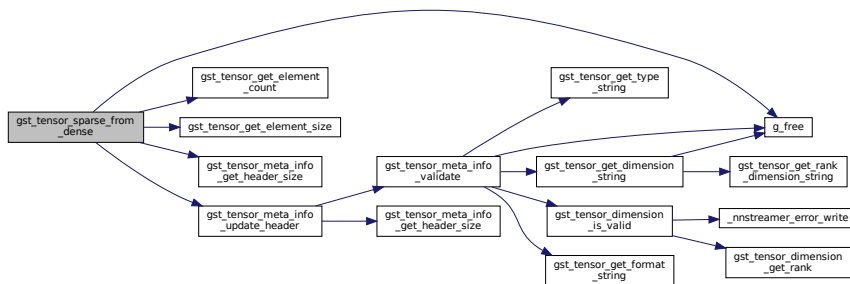 gst_tensor_sparse_from
_dense
gst_tensor_get_element
_count
gst_tensor_get_element_size
gst_tensor_meta_info
_get_header_size
gst_tensor_meta_info
_update_header
gst_tensor_meta_info
_validate
gst_tensor_meta_info
_get_header_size
gst_tensor_get_type
_string
gst_tensor_get_dimension
_string
gst_tensor_dimension
_is_valid
gst_tensor_get_format
_string
g_free
gst_tensor_get_rank
_dimension_string
_nnstreamer_error_write
gst_tensor_dimension
_get_rank